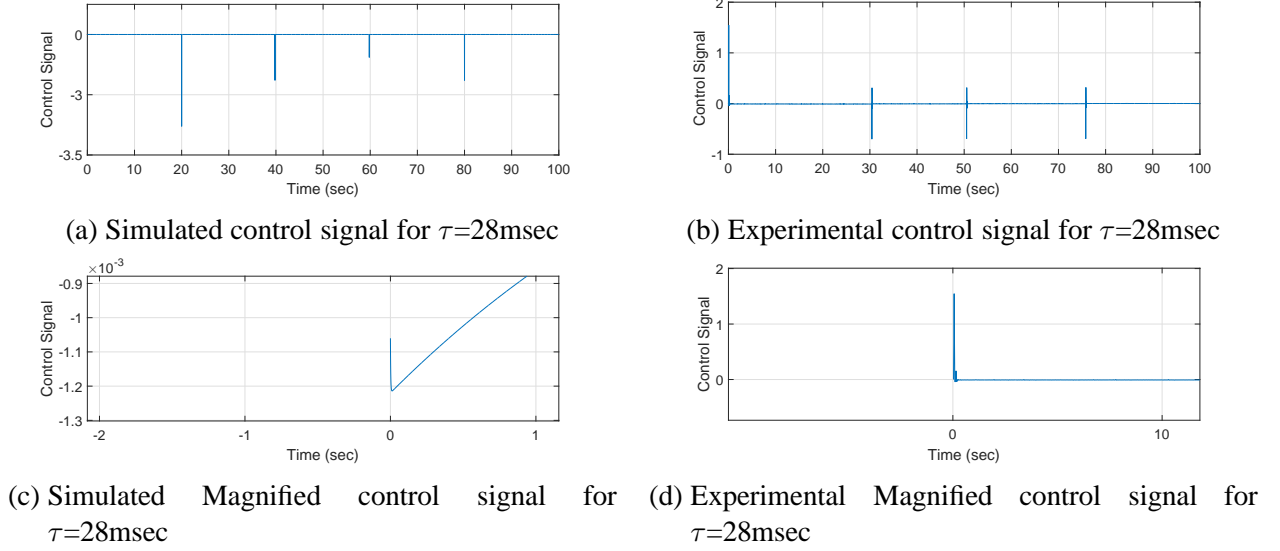 0
-3
-3.5
Control Signal
0 10 20 30 40 50 60 70 80 90 100
Time (sec)
(a) Simulated control signal for τ=28msec
2
1
0
-1
Control Signal
0 10 20 30 40 50 60 70 80 90 100
Time (sec)
(b) Experimental control signal for τ=28msec
×10⁻³
-0.9
-1
-1.1
-1.2
-1.3
Control Signal
-2 -1 0 1
Time (sec)
(c) Simulated Magnified control signal for
τ=28msec
2
1
0
Control Signal
0 10
Time (sec)
(d) Experimental Magnified control signal for
τ=28msec